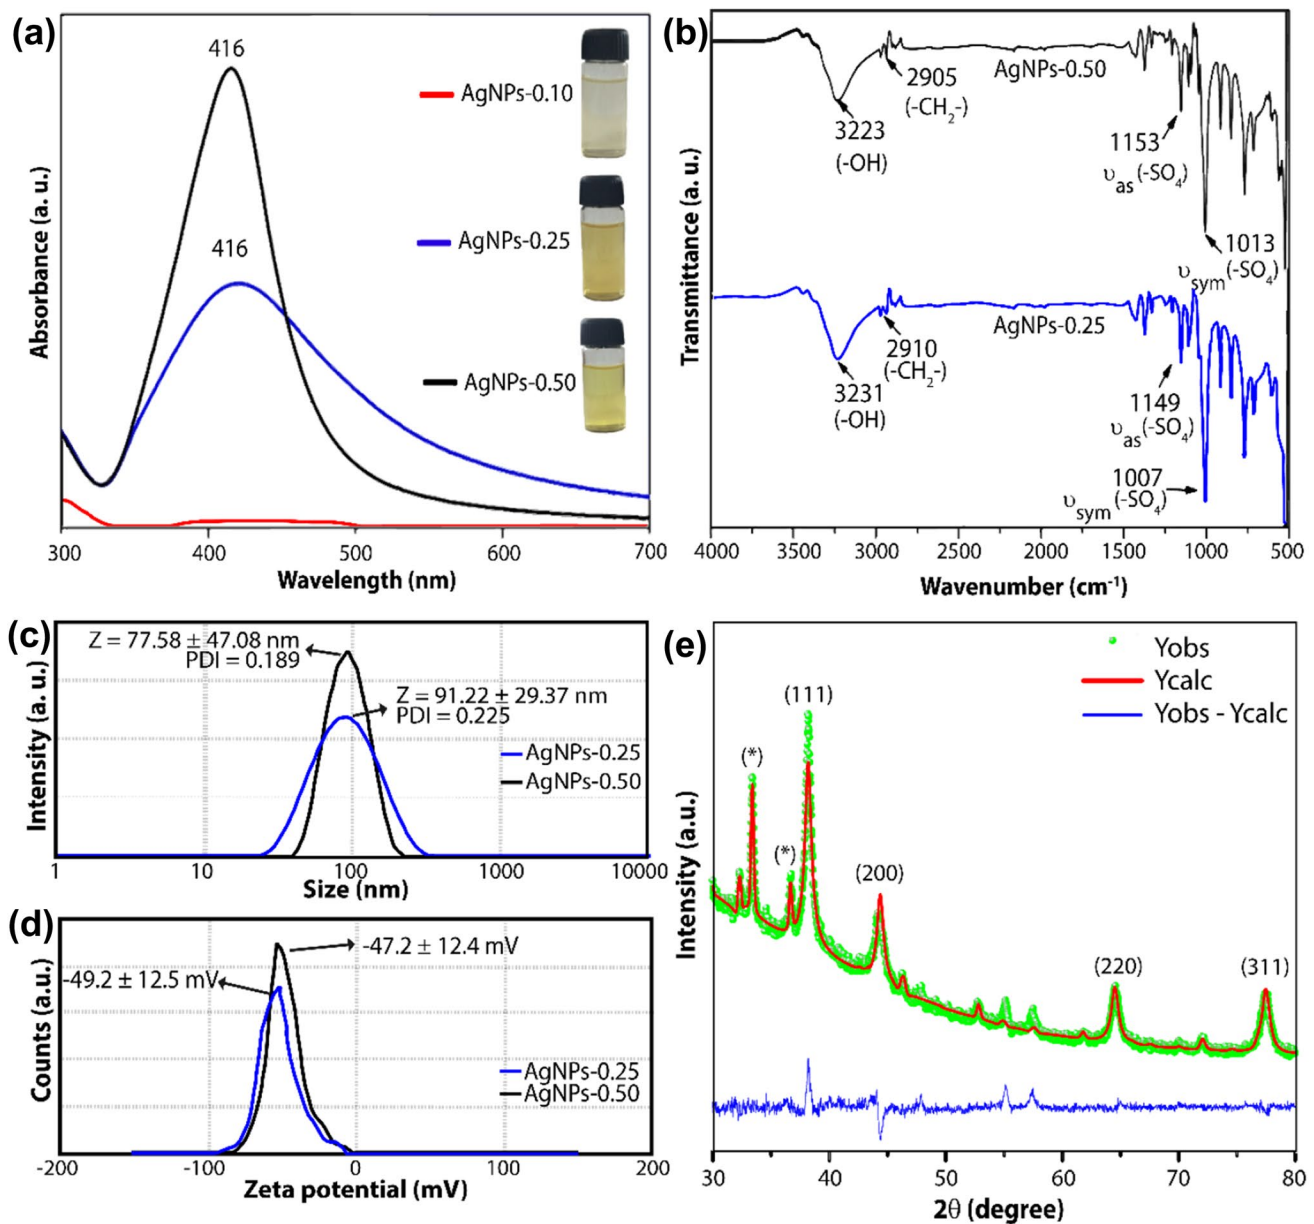 (a)
416
416
AgNPs-0.10
AgNPs-0.25
AgNPs-0.50
Absorbance (a. u.)
300 400 500 600 700
Wavelength (nm)
(b)
AgNPs-0.50
2905
(-CH₂-)
3223
(-OH)
1153
υas(-SO₄)
1013
υsym(-SO₄)
AgNPs-0.25
2910
(-CH₂-)
3231
(-OH)
1149
υas(-SO₄)
1007
υsym(-SO₄)
Transmittance (a. u.)
4000 3500 3000 2500 2000 1500 1000 500
Wavenumber (cm⁻¹)
(c)
Z = 77.58 ± 47.08 nm
PDI = 0.189
Z = 91.22 ± 29.37 nm
PDI = 0.225
AgNPs-0.25
AgNPs-0.50
Intensity (a. u.)
1 10 100 1000 10000
Size (nm)
(d)
-47.2 ± 12.4 mV
-49.2 ± 12.5 mV
AgNPs-0.25
AgNPs-0.50
Counts (a.u.)
-200 -100 0 100 200
Zeta potential (mV)
(e)
Yobs
Ycalc
Yobs - Ycalc
(*)
(*)
(111)
(200)
(220)
(311)
Intensity (a.u.)
30 40 50 60 70 80
2θ (degree)